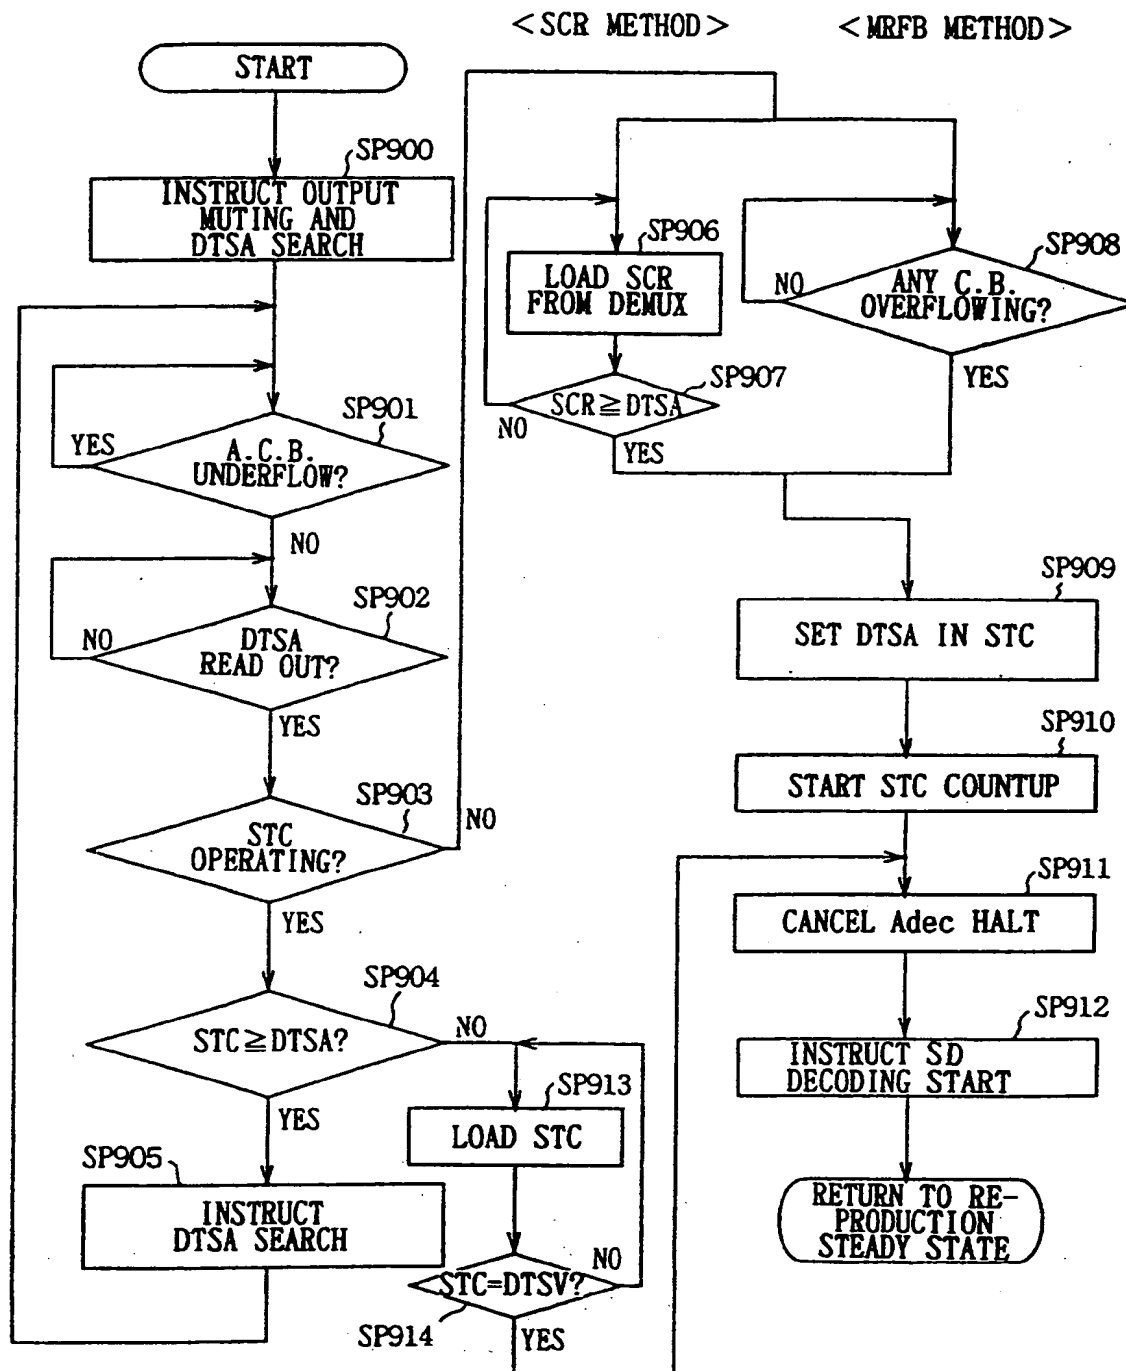 <SCR METHOD>
<MRFB METHOD>
START
SP900
INSTRUCT OUTPUT
MUTING AND
DTSA SEARCH
SP901
A.C.B.
UNDERFLOW?
YES
NO
SP902
DTSA
READ OUT?
NO
YES
SP903
STC
OPERATING?
NO
YES
SP904
STC≧DTSA?
NO
YES
SP905
INSTRUCT
DTSA SEARCH
SP913
LOAD STC
STC=DTSV?
NO
SP914
YES
SP906
LOAD SCR
FROM DEMUX
SP907
SCR≧DTSA
NO
YES
SP908
ANY C.B.
OVERFLOWING?
NO
YES
SP909
SET DTSA IN STC
SP910
START STC COUNTUP
SP911
CANCEL Adec HALT
SP912
INSTRUCT SD
DECODING START
RETURN TO RE-
PRODUCTION
STEADY STATE